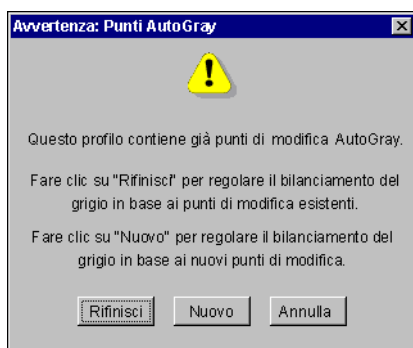 Avvertenza: Punti AutoGray
Questo profilo contiene già punti di modifica AutoGray.
Fare clic su "Rifinisci" per regolare il bilanciamento del
grigio in base ai punti di modifica esistenti.
Fare clic su "Nuovo" per regolare il bilanciamento del
grigio in base ai nuovi punti di modifica.
Rifinisci Nuovo Annulla